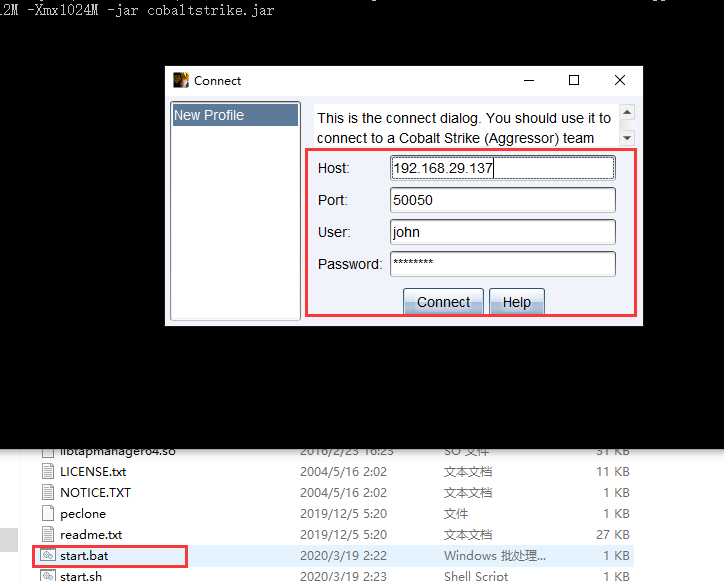 2M -Xmx1024M -jar cobaltstrike.jar
Connect
New Profile
This is the connect dialog. You should use it to
connect to a Cobalt Strike (Aggressor) team
Host: 192.168.29.137
Port: 50050
User: john
Password: ********
Connect Help
libtapmanager64.so 2016/2/23 16:23 SO 文件 31 KB
LICENSE.txt 2004/5/16 2:02 文本文档 11 KB
NOTICE.TXT 2004/5/16 2:02 文本文档 1 KB
peclone 2019/12/5 5:20 文件 1 KB
readme.txt 2019/12/5 5:20 文本文档 27 KB
start.bat 2020/3/19 2:22 Windows 批处理... 1 KB
start.sh 2020/3/19 2:23 Shell Script 1 KB